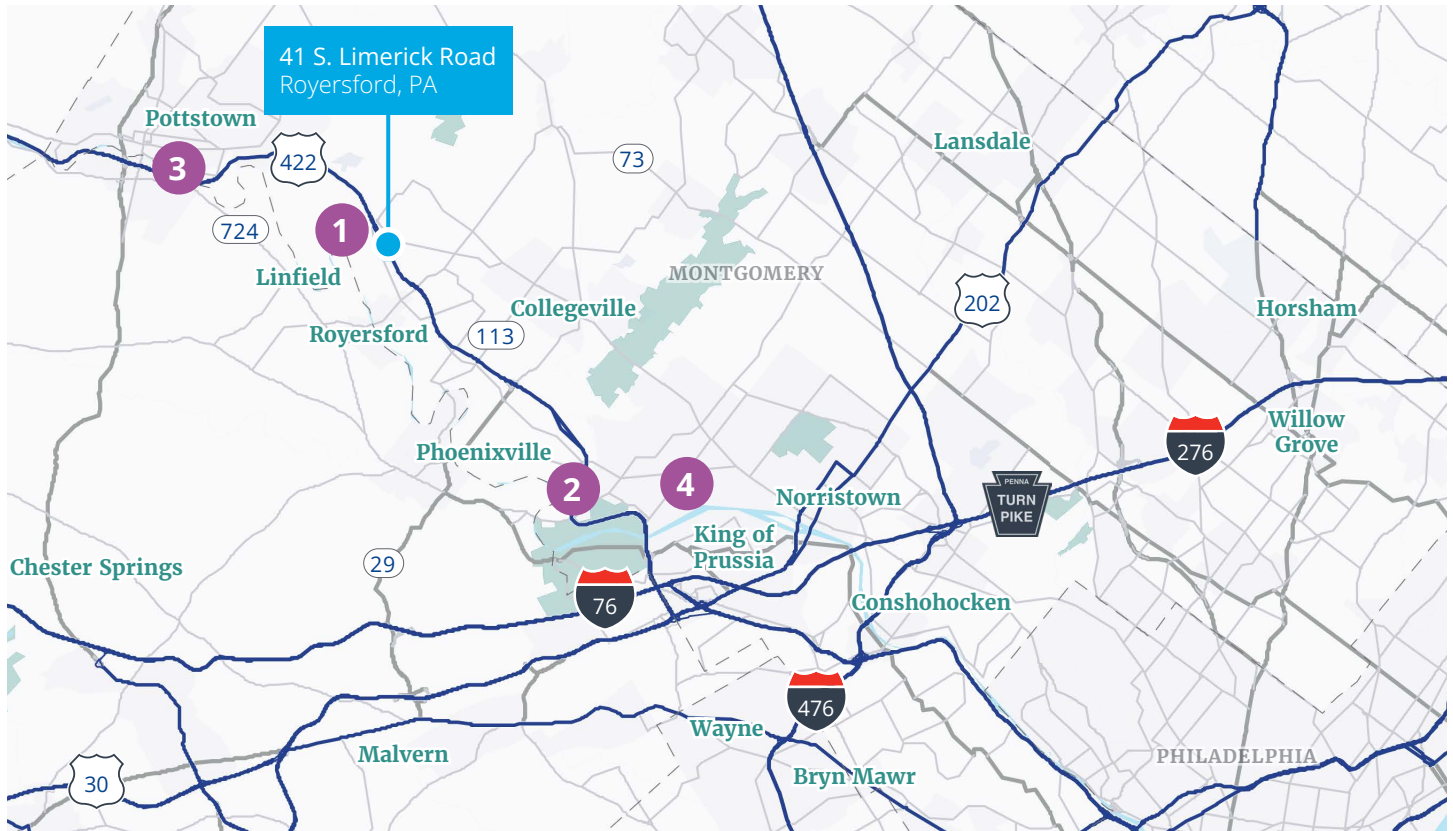 41 S. Limerick Road
Royersford, PA
Pottstown
3
422
73
Lansdale
724
1
Linfield
MONTGOMERY
202
Collegeville
Horsham
Royersford
113
Willow
Grove
276
Phoenixville
2
4
Norristown
PENNA
TURN
PIKE
King of
Prussia
Chester Springs
29
76
Conshohocken
476
Wayne
Malvern
PHILADELPHIA
30
Bryn Mawr